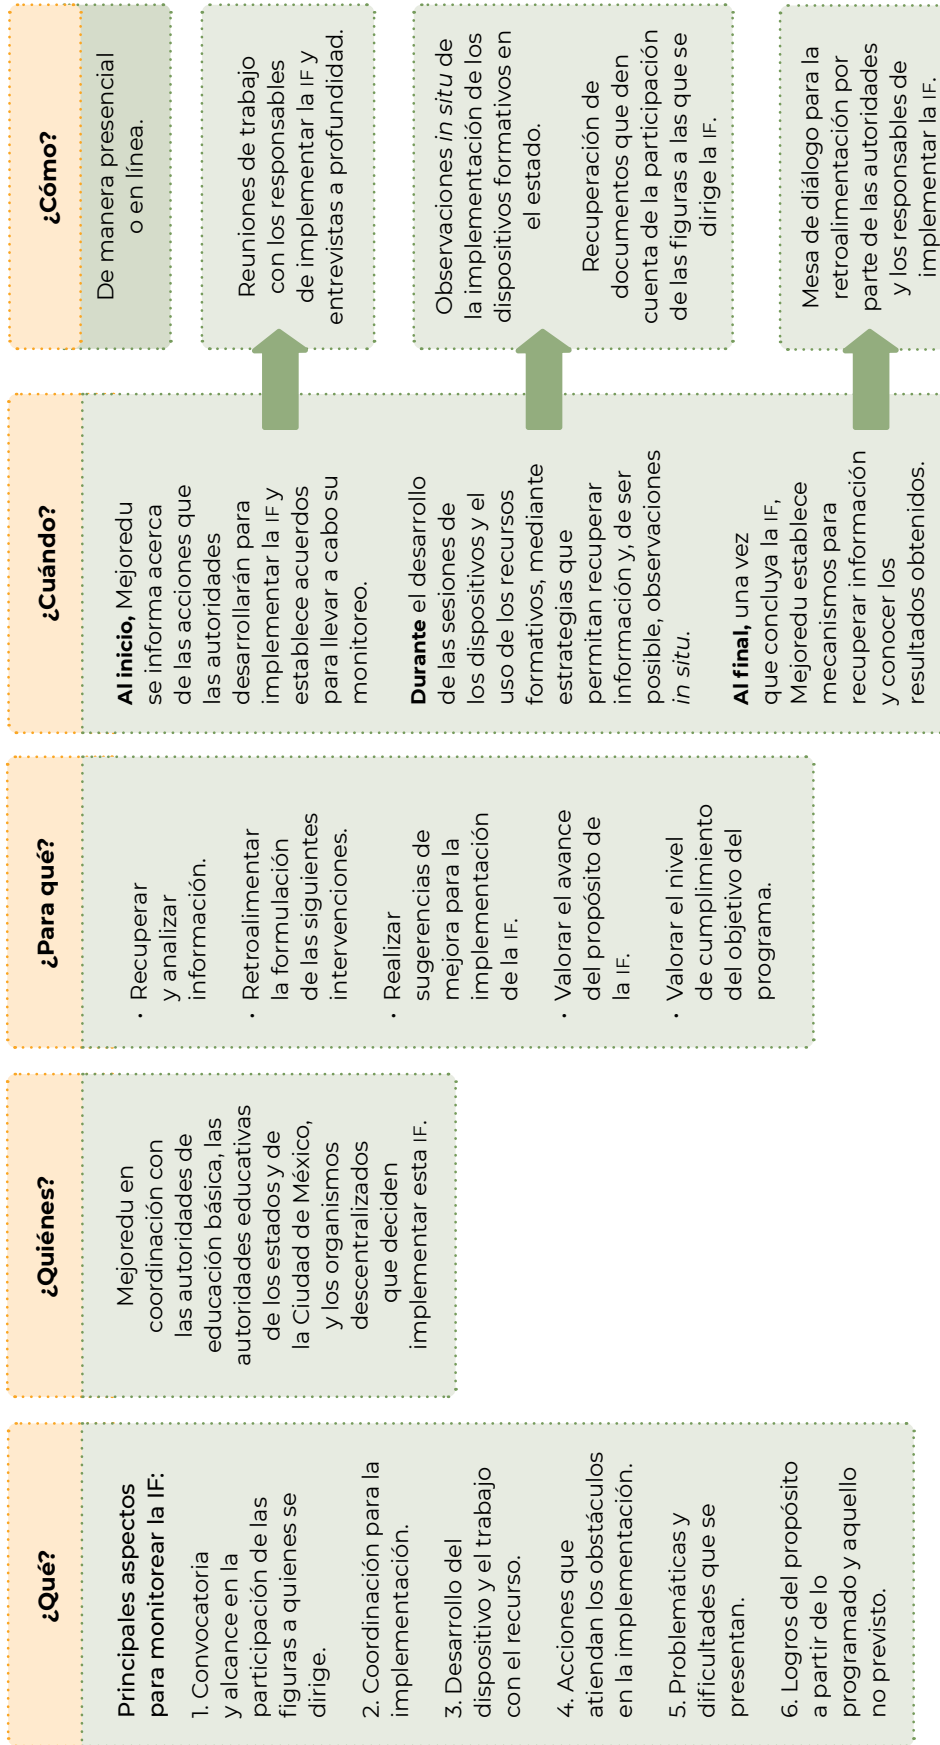 ¿Qué?
Principales aspectos
para monitorear la IF:
1. Convocatoria
y alcance en la
participación de las
figuras a quienes se
dirige.
2. Coordinación para la
implementación.
3. Desarrollo del
dispositivo y el trabajo
con el recurso.
4. Acciones que
atiendan los obstáculos
en la implementación.
5. Problemáticas y
dificultades que se
presentan.
6. Logros del propósito
a partir de lo
programado y aquello
no previsto.
¿Quiénes?
Mejoredu en
coordinación con
las autoridades de
educación básica, las
autoridades educativas
de los estados y de
la Ciudad de México,
y los organismos
descentralizados
que deciden
implementar esta IF.
¿Para qué?
· Recuperar
y analizar
información.
· Retroalimentar
la formulación
de las siguientes
intervenciones.
· Realizar
sugerencias de
mejora para la
implementación
de la IF.
· Valorar el avance
del propósito de
la IF.
· Valorar el nivel
de cumplimiento
del objetivo del
programa.
¿Cuándo?
Al inicio, Mejoredu
se informa acerca
de las acciones que
las autoridades
desarrollarán para
implementar la IF y
establece acuerdos
para llevar a cabo su
monitoreo.
Durante el desarrollo
de las sesiones de
los dispositivos y el
uso de los recursos
formativos, mediante
estrategias que
permitan recuperar
información y, de ser
posible, observaciones
in situ.
Al final, una vez
que concluya la IF,
Mejoredu establece
mecanismos para
recuperar información
y conocer los
resultados obtenidos.
¿Cómo?
De manera presencial
o en línea.
Reuniones de trabajo
con los responsables
de implementar la IF y
entrevistas a profundidad.
Observaciones in situ de
la implementación de los
dispositivos formativos en
el estado.
Recuperación de
documentos que den
cuenta de la participación
de las figuras a las que se
dirige la IF.
Mesa de diálogo para la
retroalimentación por
parte de las autoridades
y los responsables de
implementar la IF.